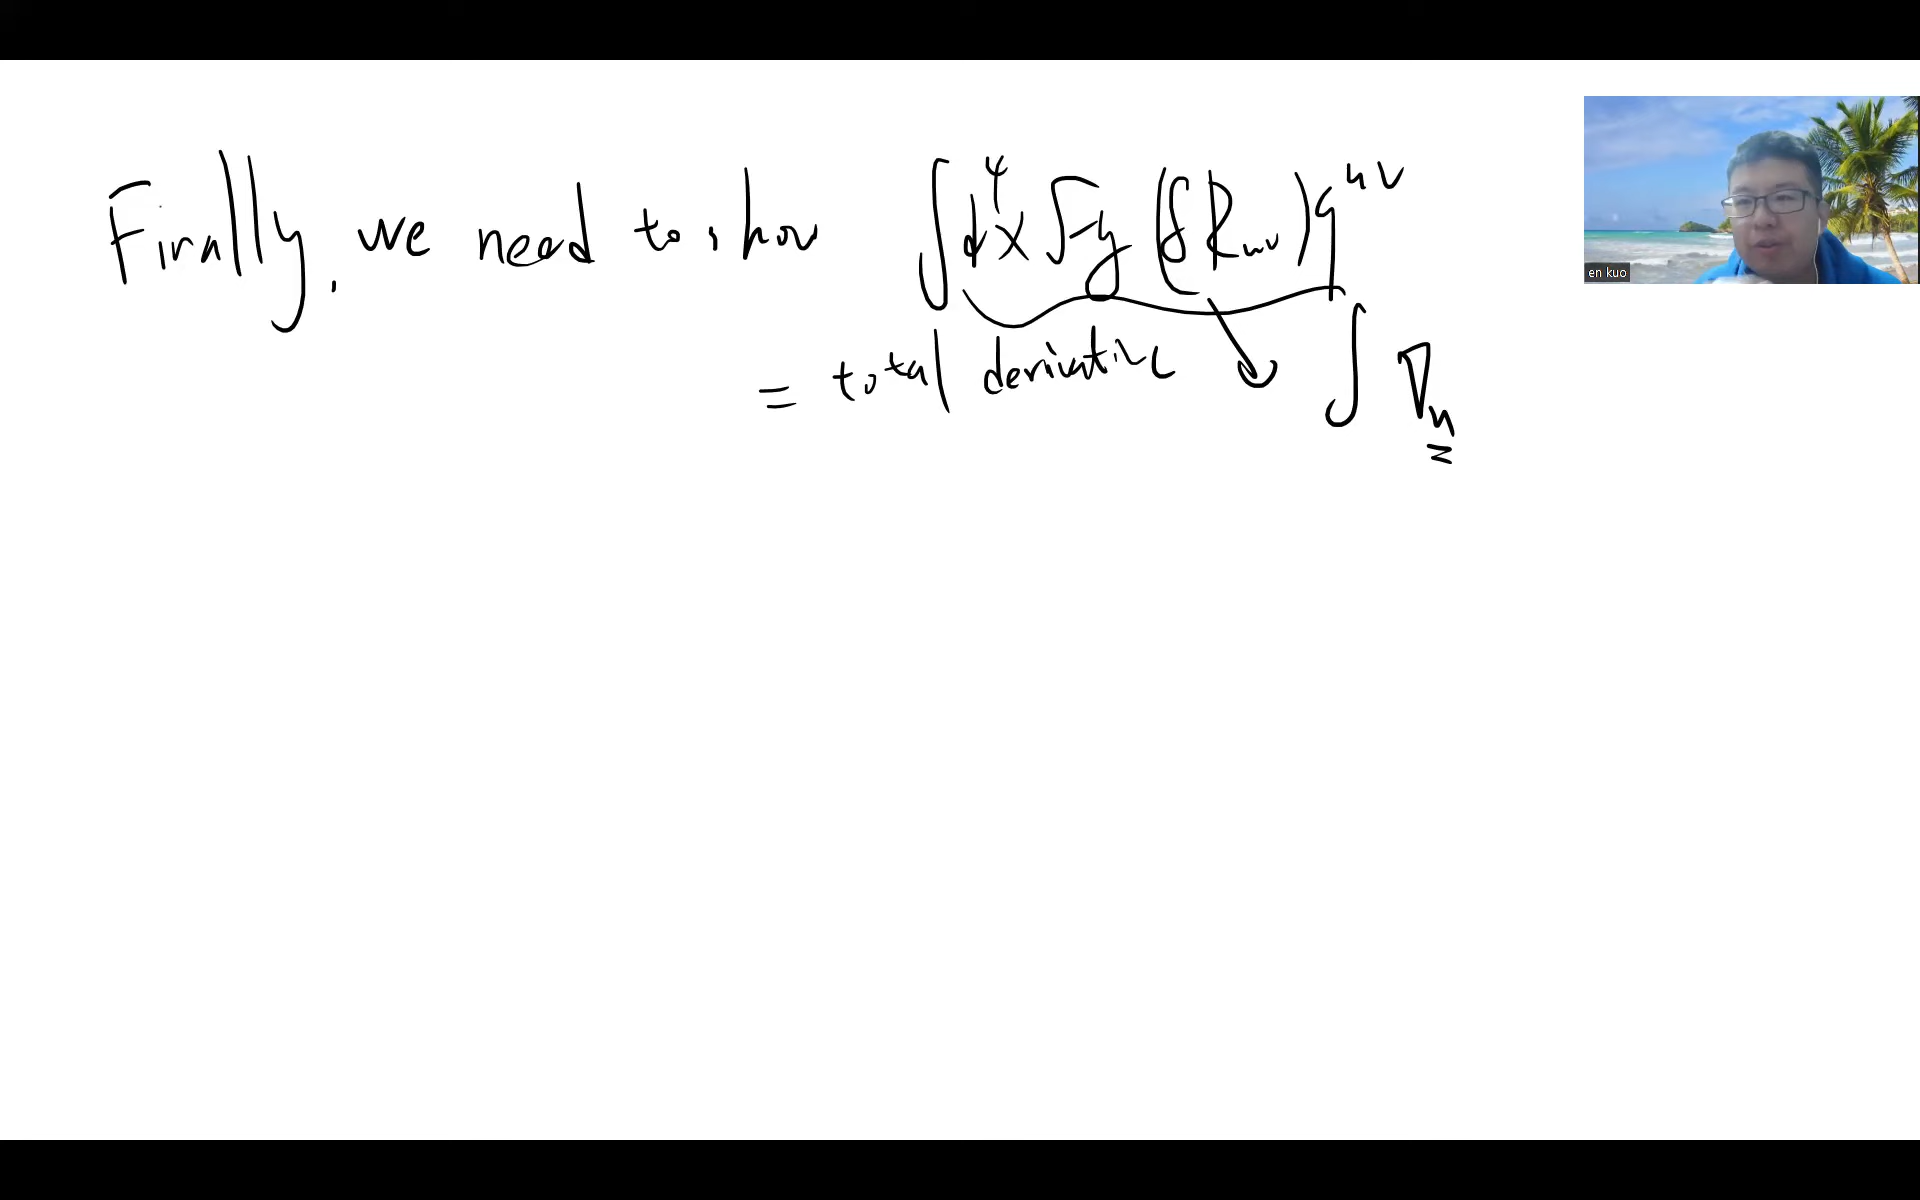 Finally, we need to show ∫d⁴x √-g (δR_μν) g^μν
= total derivative ∫ ∇_μ
en kuo